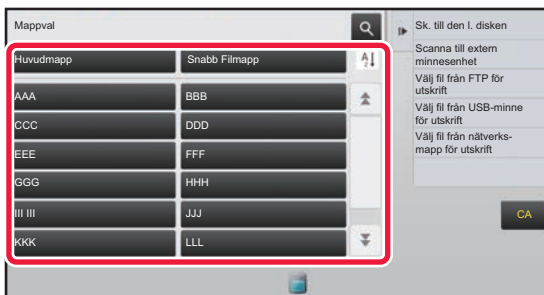 Mappval
Huvudmapp
Snabb Filmapp
A
Z
AAA
BBB
CCC
DDD
EEE
FFF
GGG
HHH
III III
JJJ
KKK
LLL
Sk. till den l. disken
Scanna till extern
minnesenhet
Välj fil från FTP för
utskrift
Välj fil från USB-minne
för utskrift
Välj fil från nätverks-
mapp för utskrift
CA